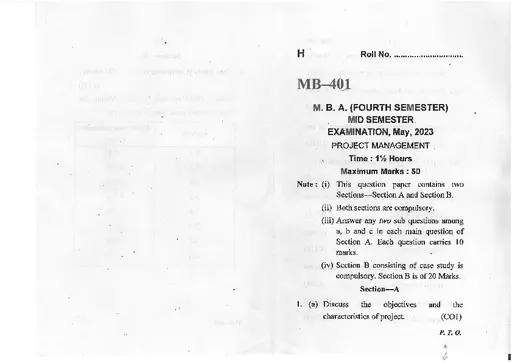 H Roll No. ..............................
MB–401
M. B. A. (FOURTH SEMESTER)
MID SEMESTER
EXAMINATION, May, 2023
PROJECT MANAGEMENT
Time : 1½ Hours
Maximum Marks : 50
Note : (i) This question paper contains two
Sections—Section A and Section B.
(ii) Both sections are compulsory.
(iii) Answer any two sub questions among
a, b and c in each main question of
Section A. Each question carries 10
marks.
(iv) Section B consisting of case study is
compulsory. Section B is of 20 Marks.
Section—A
1. (a) Discuss the objectives and the
characteristics of project. (CO1)
P. T. O.